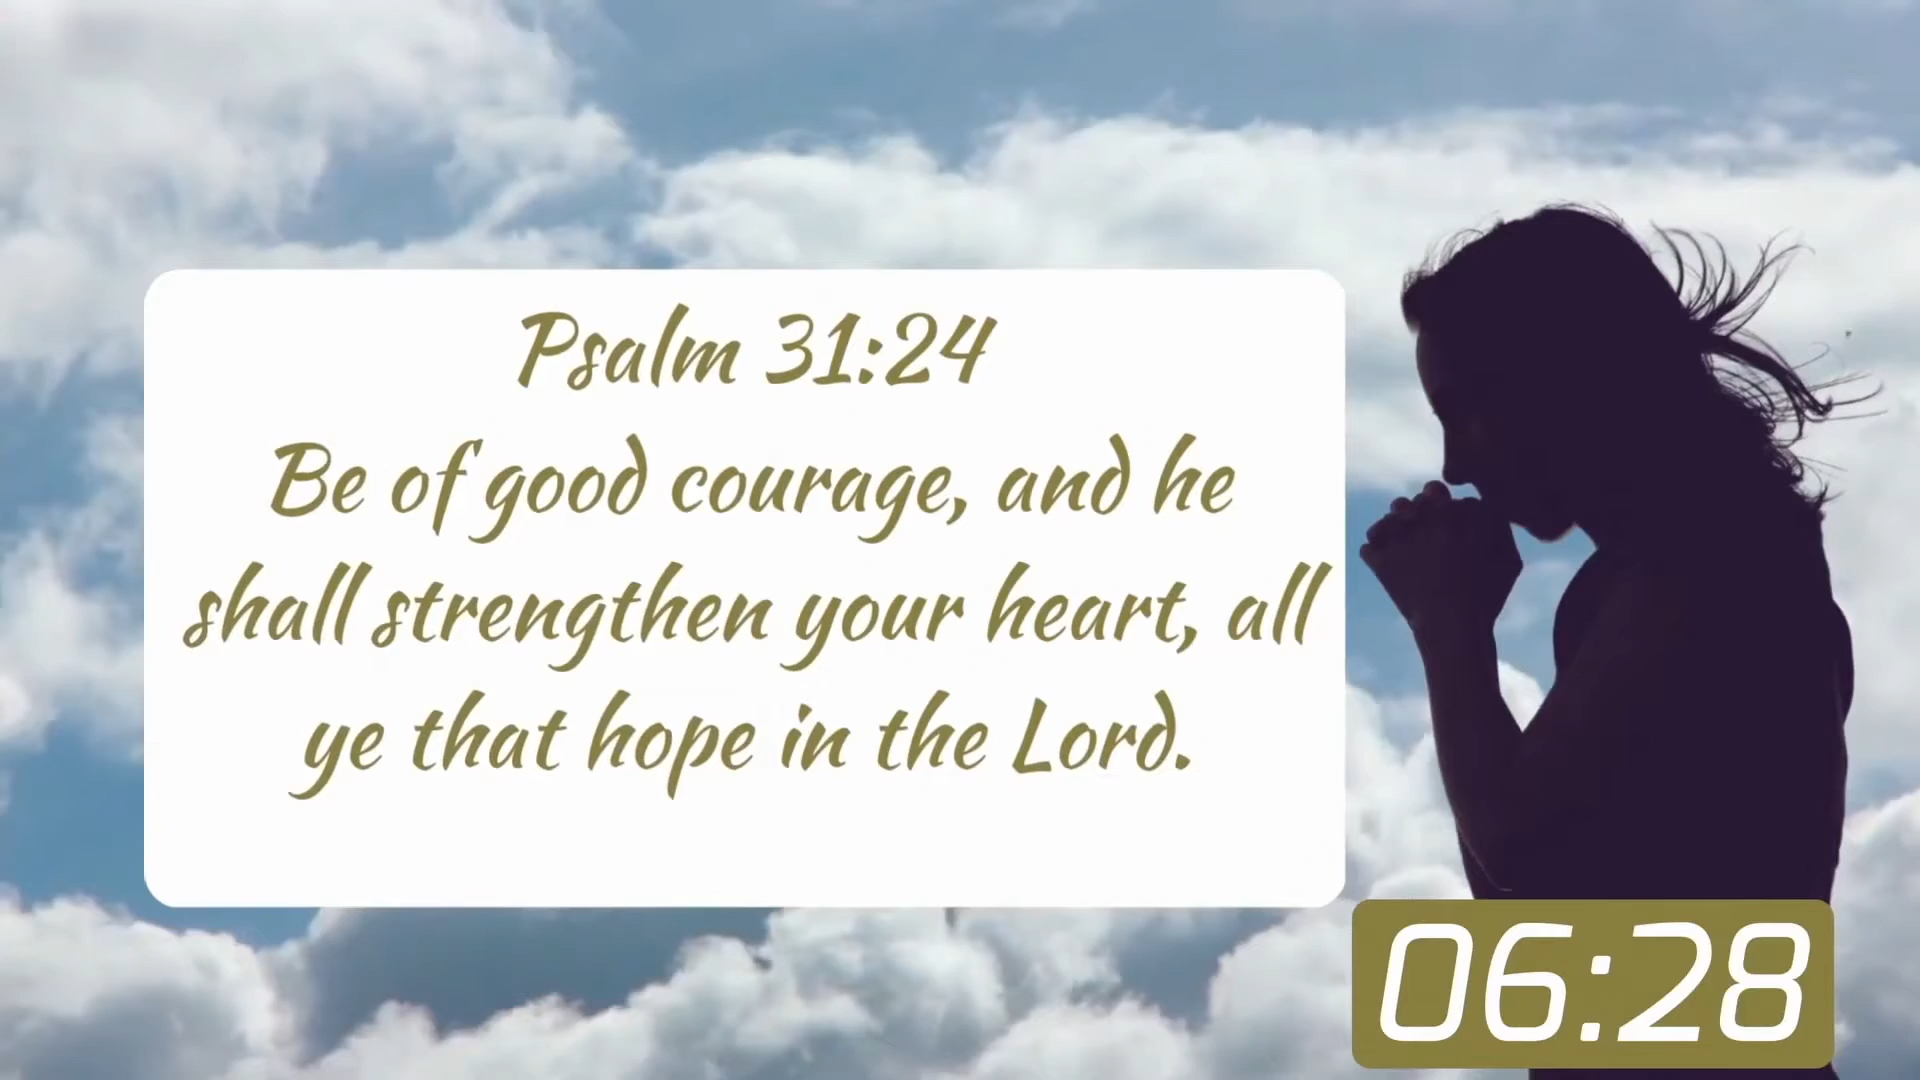 Psalm 31:24
Be of good courage, and he
shall strengthen your heart, all
ye that hope in the Lord.
06:28